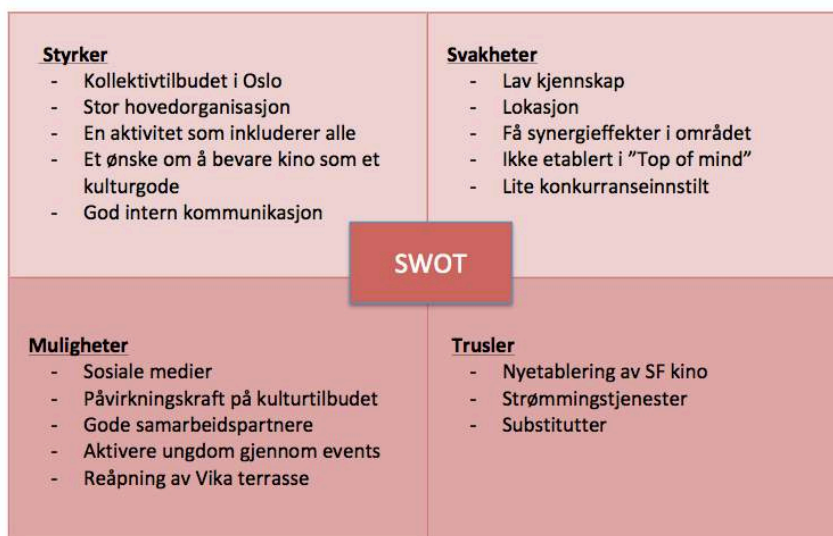 Styrker
- Kollektivtilbudet i Oslo
- Stor hovedorganisasjon
- En aktivitet som inkluderer alle
- Et ønske om å bevare kino som et
kulturgode
- God intern kommunikasjon
Svakheter
- Lav kjennskap
- Lokasjon
- Få synergieffekter i området
- Ikke etablert i ”Top of mind”
- Lite konkurranseinnstilt
SWOT
Muligheter
- Sosiale medier
- Påvirkningskraft på kulturtilbudet
- Gode samarbeidspartnere
- Aktivere ungdom gjennom events
- Reåpning av Vika terrasse
Trusler
- Nyetablering av SF kino
- Strømmingstjenester
- Substitutter